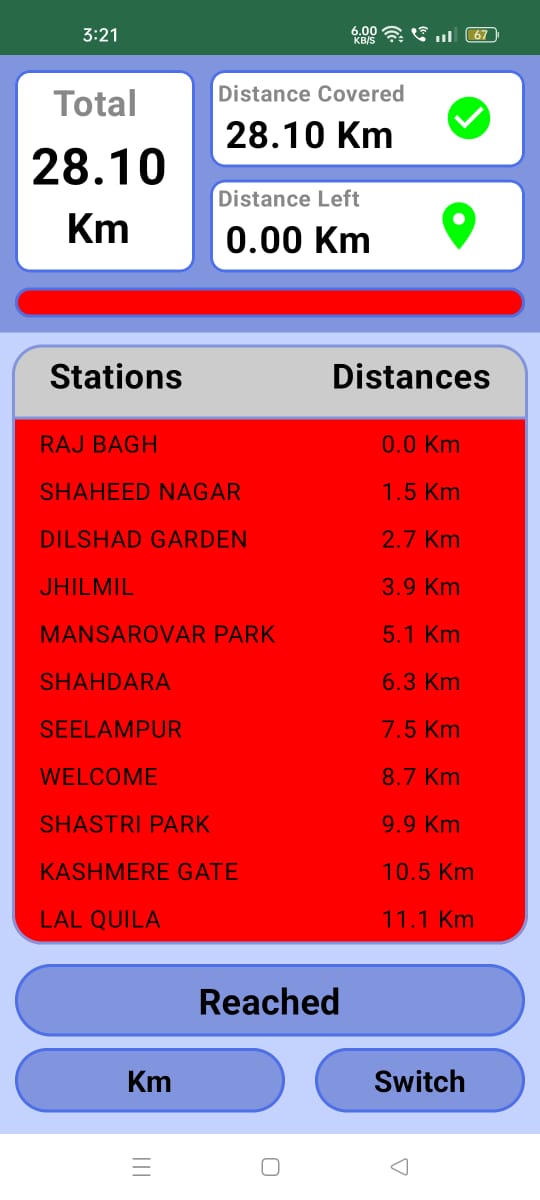 3:21
6.00
KB/S
67
Total
28.10
Km
Distance Covered
28.10 Km
Distance Left
0.00 Km
Stations Distances
RAJ BAGH 0.0 Km
SHAHEED NAGAR 1.5 Km
DILSHAD GARDEN 2.7 Km
JHILMIL 3.9 Km
MANSAROVAR PARK 5.1 Km
SHAHDARA 6.3 Km
SEELAMPUR 7.5 Km
WELCOME 8.7 Km
SHASTRI PARK 9.9 Km
KASHMERE GATE 10.5 Km
LAL QUILA 11.1 Km
Reached
Km Switch